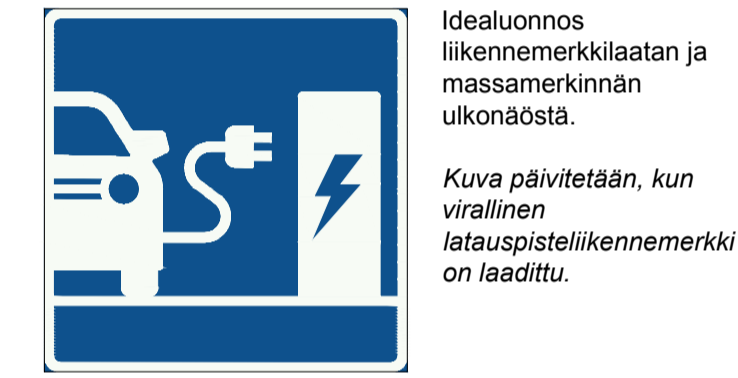 Idealuonnos
liikennemerkkilaatan ja
massamerkinnän
ulkonäöstä.
Kuva päivitetään, kun
virallinen
latauspisteliikennemerkki
on laadittu.